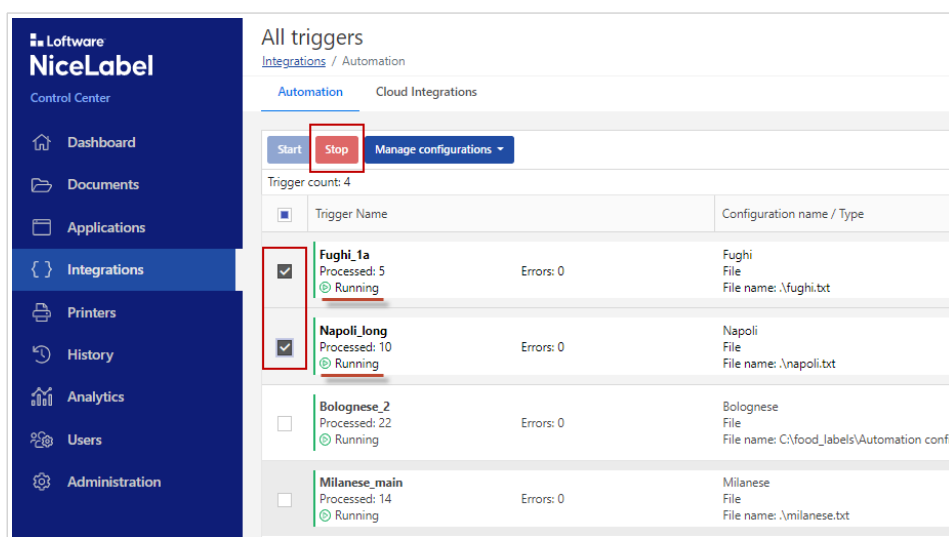 Loftware
NiceLabel
Control Center
Dashboard
Documents
Applications
Integrations
Printers
History
Analytics
Users
Administration
All triggers
Integrations / Automation
Automation Cloud Integrations
Start Stop Manage configurations
Trigger count: 4
Trigger Name Configuration name / Type
Fughi_1a Fughi
Processed: 5 Errors: 0 File
Running File name: .\fughi.txt
Napoli_long Napoli
Processed: 10 Errors: 0 File
Running File name: .\napoli.txt
Bolognese_2 Bolognese
Processed: 22 Errors: 0 File
Running File name: C:\food_labels\Automation conf
Milanese_main Milanese
Processed: 14 Errors: 0 File
Running File name: .\milanese.txt